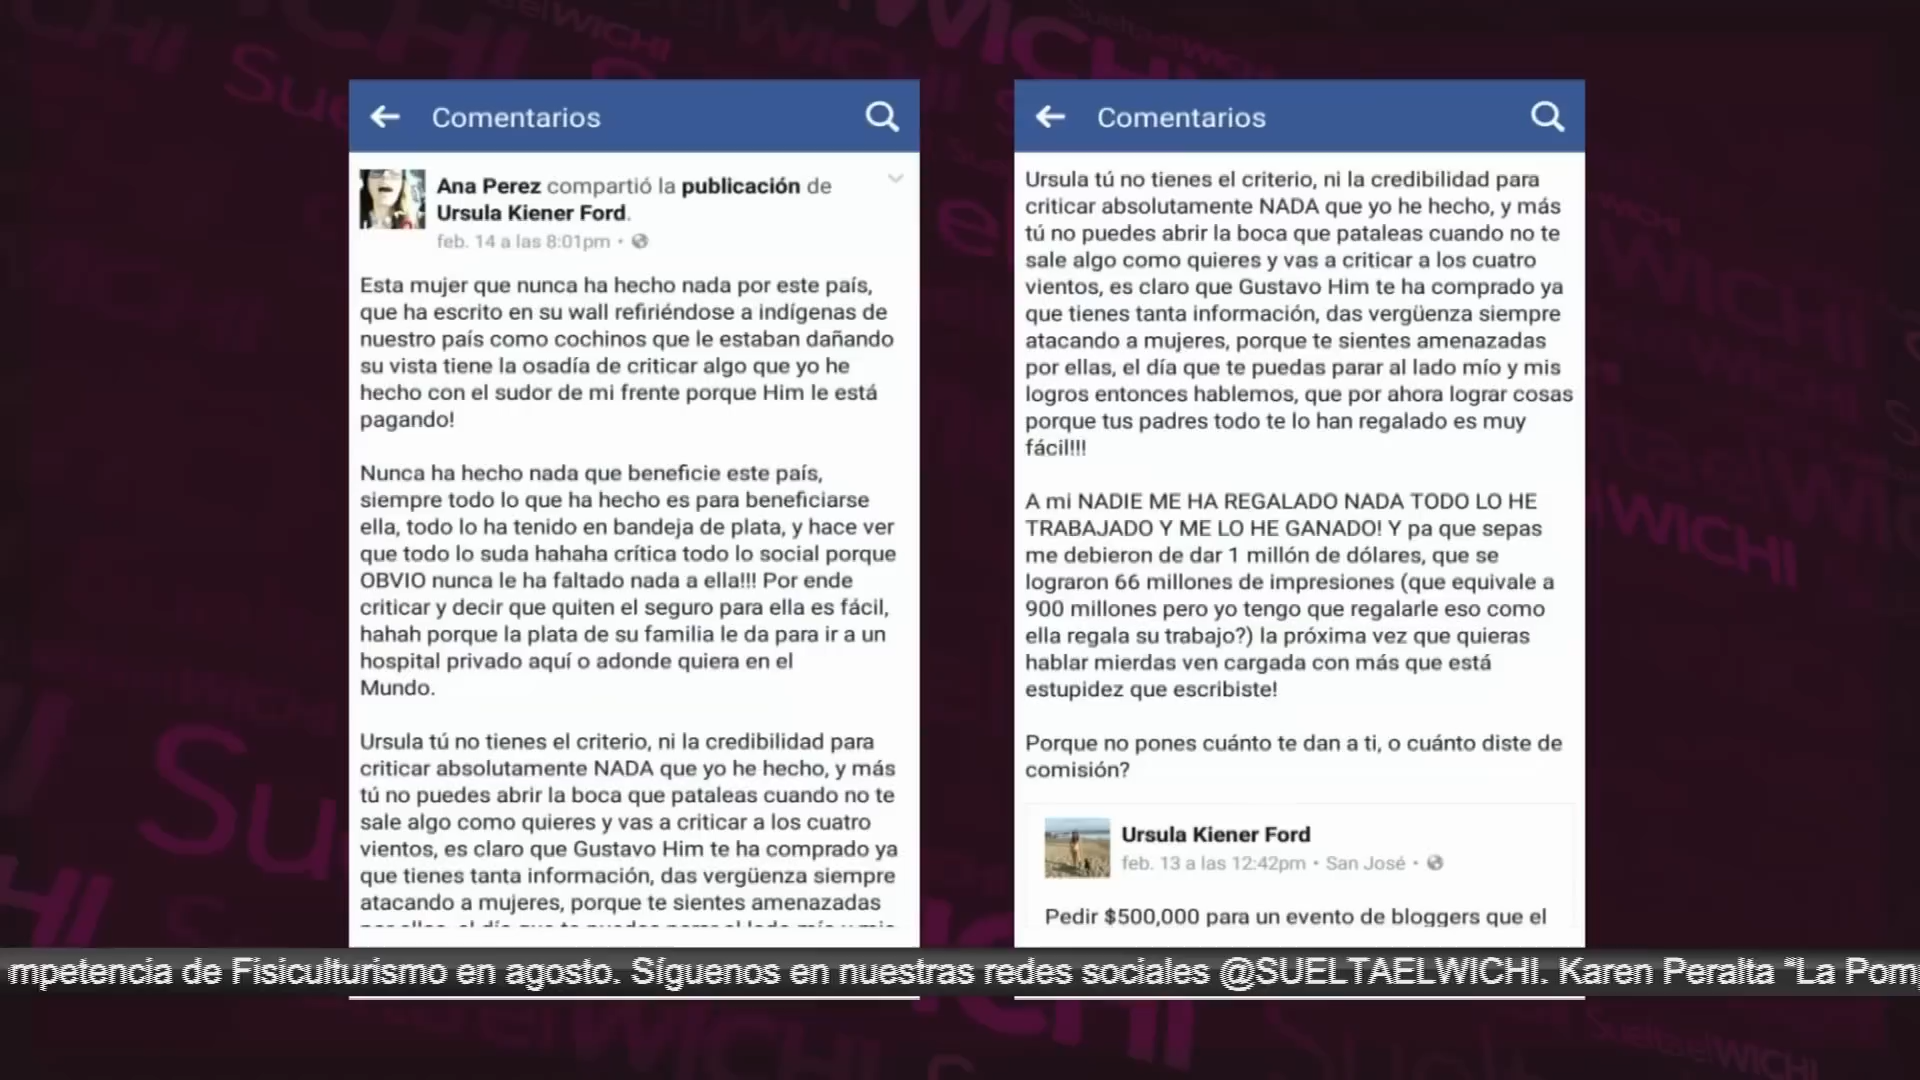 Comentarios
Ana Perez compartió la publicación de
Ursula Kiener Ford.
feb. 14 a las 8:01pm
Esta mujer que nunca ha hecho nada por este país,
que ha escrito en su wall refiriéndose a indígenas de
nuestro país como cochinos que le estaban dañando
su vista tiene la osadía de criticar algo que yo he
hecho con el sudor de mi frente porque Him le está
pagando!
Nunca ha hecho nada que beneficie este país,
siempre todo lo que ha hecho es para beneficiarse
ella, todo lo ha tenido en bandeja de plata, y hace ver
que todo lo suda hahaha crítica todo lo social porque
OBVIO nunca le ha faltado nada a ella!!! Por ende
criticar y decir que quiten el seguro para ella es fácil,
hahah porque la plata de su familia le da para ir a un
hospital privado aquí o adonde quiera en el
Mundo.
Ursula tú no tienes el criterio, ni la credibilidad para
criticar absolutamente NADA que yo he hecho, y más
tú no puedes abrir la boca que pataleas cuando no te
sale algo como quieres y vas a criticar a los cuatro
vientos, es claro que Gustavo Him te ha comprado ya
que tienes tanta información, das vergüenza siempre
atacando a mujeres, porque te sientes amenazadas
Comentarios
Ursula tú no tienes el criterio, ni la credibilidad para
criticar absolutamente NADA que yo he hecho, y más
tú no puedes abrir la boca que pataleas cuando no te
sale algo como quieres y vas a criticar a los cuatro
vientos, es claro que Gustavo Him te ha comprado ya
que tienes tanta información, das vergüenza siempre
atacando a mujeres, porque te sientes amenazadas
por ellas, el día que te puedas parar al lado mío y mis
logros entonces hablemos, que por ahora lograr cosas
porque tus padres todo te lo han regalado es muy
fácil!!!
A mi NADIE ME HA REGALADO NADA TODO LO HE
TRABAJADO Y ME LO HE GANADO! Y pa que sepas
me debieron de dar 1 millón de dólares, que se
lograron 66 millones de impresiones (que equivale a
900 millones pero yo tengo que regalarle eso como
ella regala su trabajo?) la próxima vez que quieras
hablar mierdas ven cargada con más que está
estupidez que escribiste!
Porque no pones cuánto te dan a ti, o cuánto diste de
comisión?
Ursula Kiener Ford
feb. 13 a las 12:42pm • San José
Pedir $500,000 para un evento de bloggers que el
mpetencia de Fisiculturismo en agosto. Síguenos en nuestras redes sociales @SUELTAELWICHI. Karen Peralta “La Pom